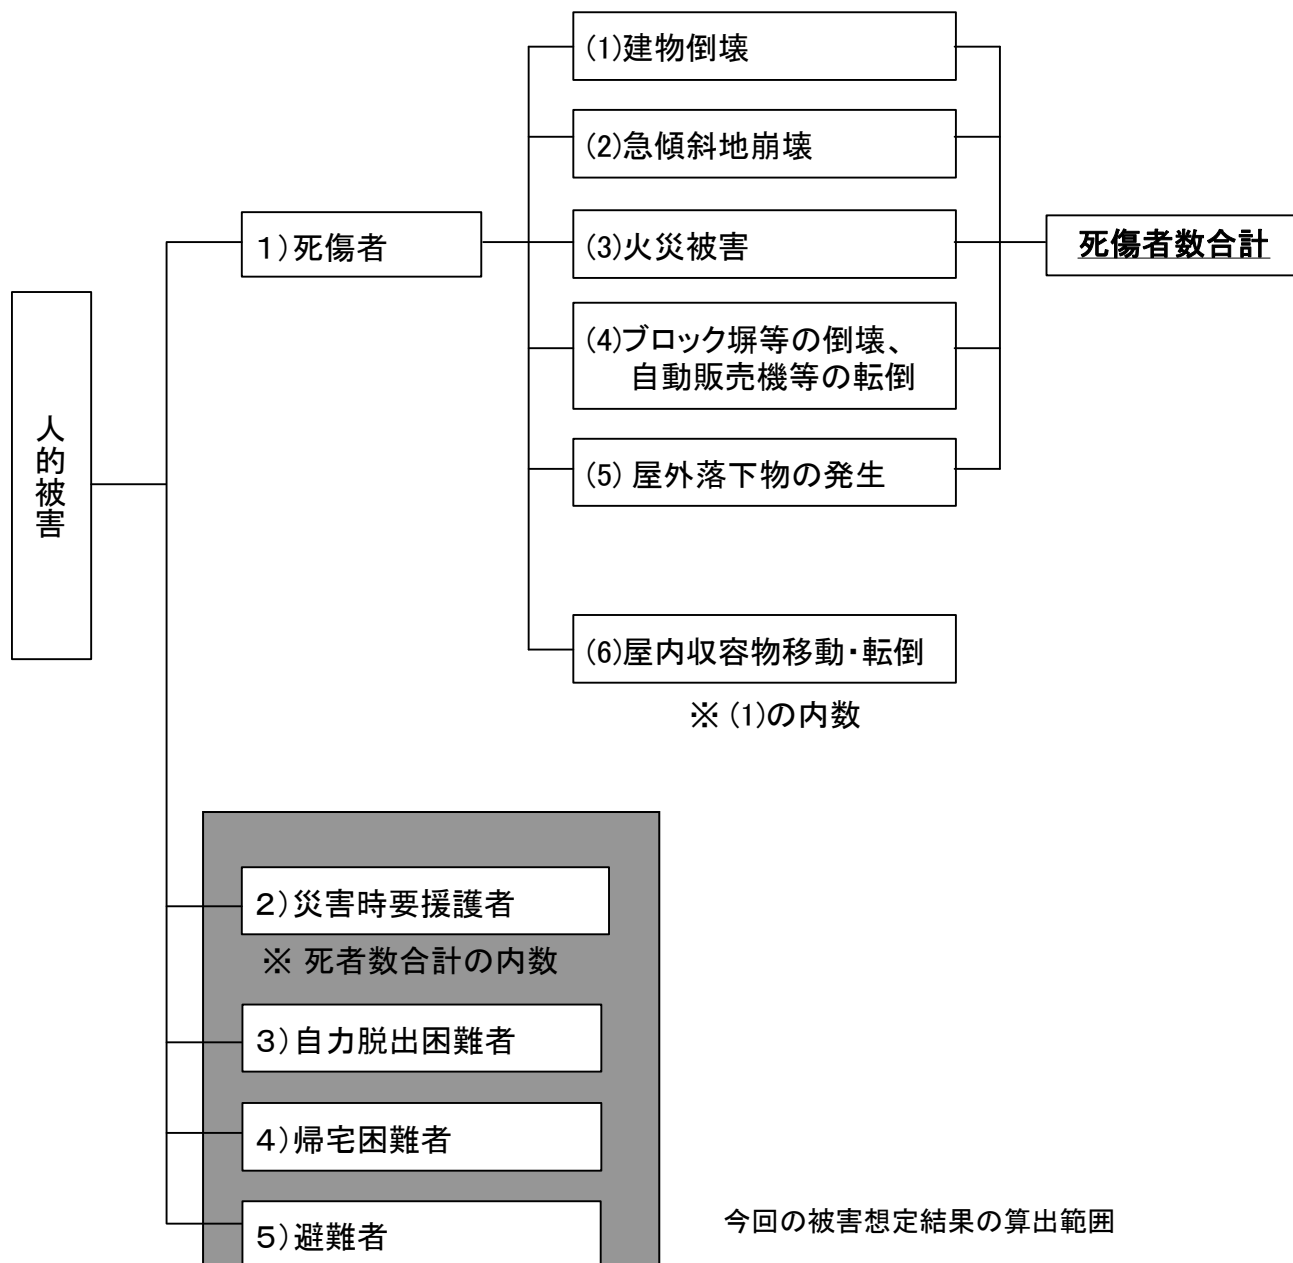 人的被害
1)死傷者
(1)建物倒壊
(2)急傾斜地崩壊
(3)火災被害
(4)ブロック塀等の倒壊、
自動販売機等の転倒
(5) 屋外落下物の発生
(6)屋内収容物移動・転倒
※ (1)の内数
死傷者数合計
2)災害時要援護者
※ 死者数合計の内数
3)自力脱出困難者
4)帰宅困難者
5)避難者
今回の被害想定結果の算出範囲